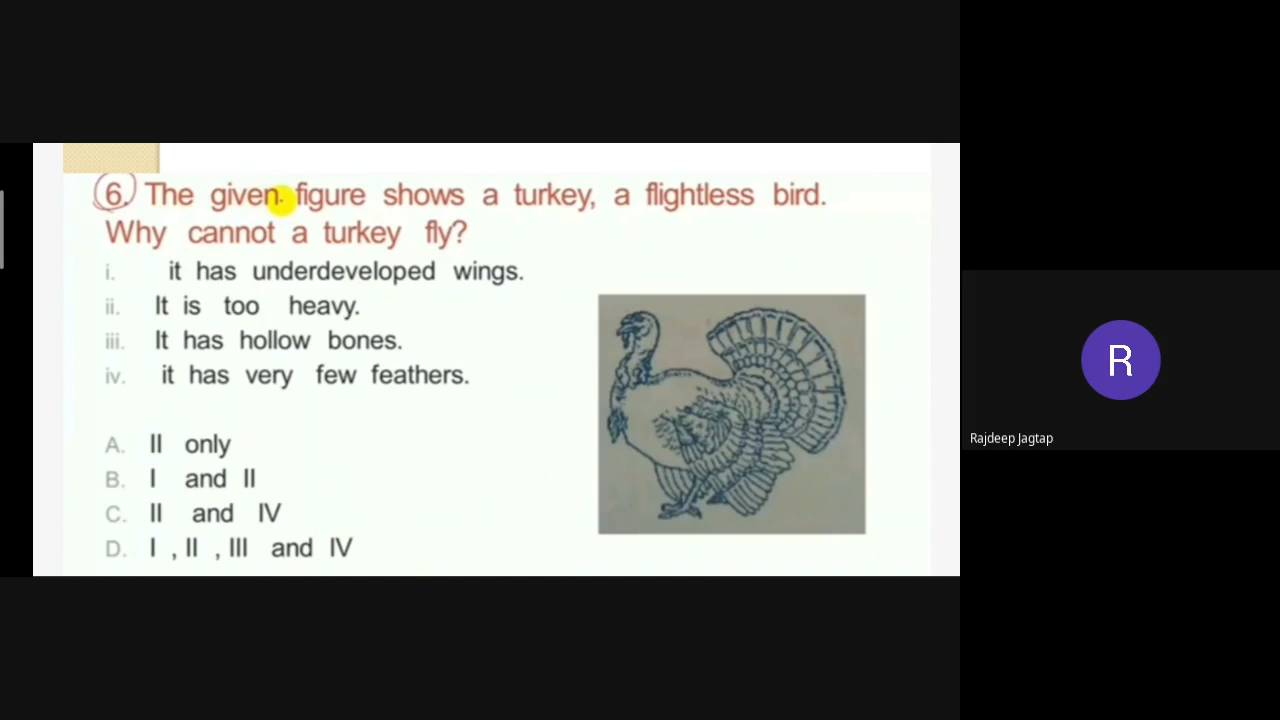 6. The given figure shows a turkey, a flightless bird.
Why cannot a turkey fly?
i. it has underdeveloped wings.
ii. It is too heavy.
iii. It has hollow bones.
iv. it has very few feathers.
A. II only
B. I and II
C. II and IV
D. I , II , III and IV
R
Rajdeep Jagtap